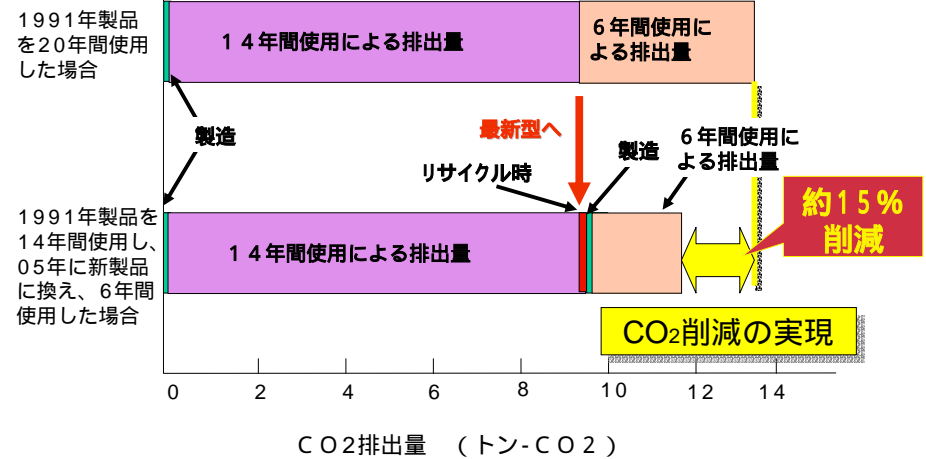 1991年製品
を20年間使用
した場合
14年間使用による排出量
6年間使用に
よる排出量
製造
最新型へ
リサイクル時
製造
6年間使用に
よる排出量
約15%
削減
1991年製品を
14年間使用し、
05年に新製品
に換え、6年間
使用した場合
14年間使用による排出量
CO2削減の実現
0 2 4 6 8 10 12 14
CO2排出量 (トン-CO2)